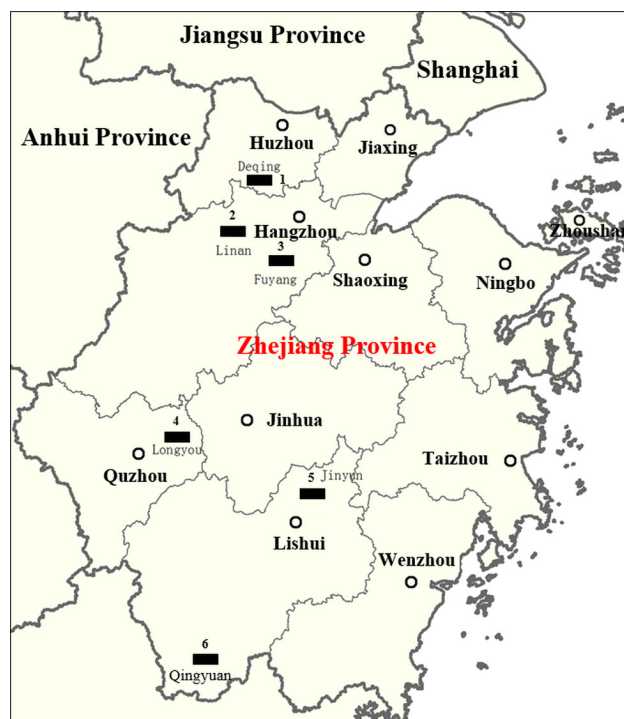 Jiangsu Province
Shanghai
Anhui Province
Huzhou
Jiaxing
Deqing
1
2
Hangzhou
Zhoushan
Linan
3
Fuyang
Shaoxing
Ningbo
Zhejiang Province
4
Jinhua
Longyou
Quzhou
Taizhou
5 Jinyun
Lishui
Wenzhou
6
Qingyuan